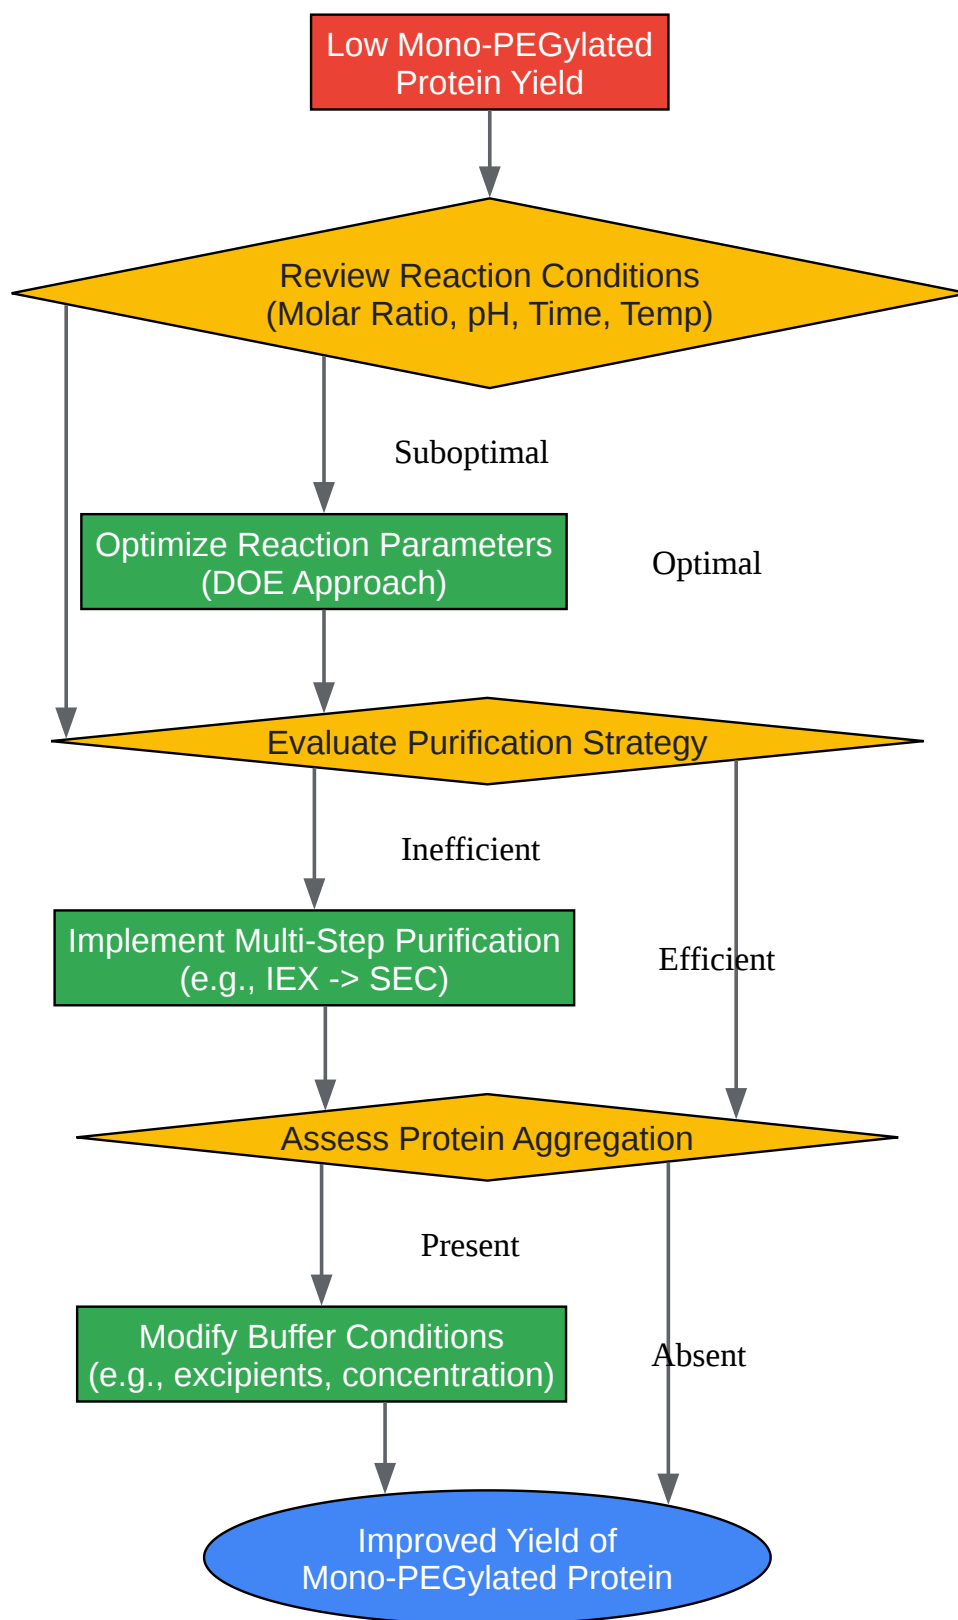 Low Mono-PEGylated
Protein Yield
Review Reaction Conditions
(Molar Ratio, pH, Time, Temp)
Suboptimal
Optimize Reaction Parameters
(DOE Approach)
Optimal
Evaluate Purification Strategy
Inefficient
Implement Multi-Step Purification
(e.g., IEX -> SEC)
Efficient
Assess Protein Aggregation
Present
Modify Buffer Conditions
(e.g., excipients, concentration)
Absent
Improved Yield of
Mono-PEGylated Protein